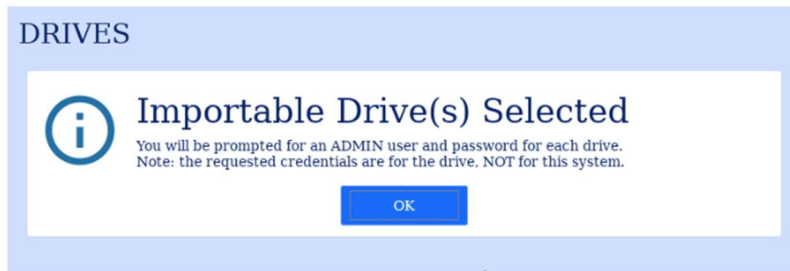 DRIVES
Importable Drive(s) Selected
You will be prompted for an ADMIN user and password for each drive.
Note: the requested credentials are for the drive, NOT for this system.
OK